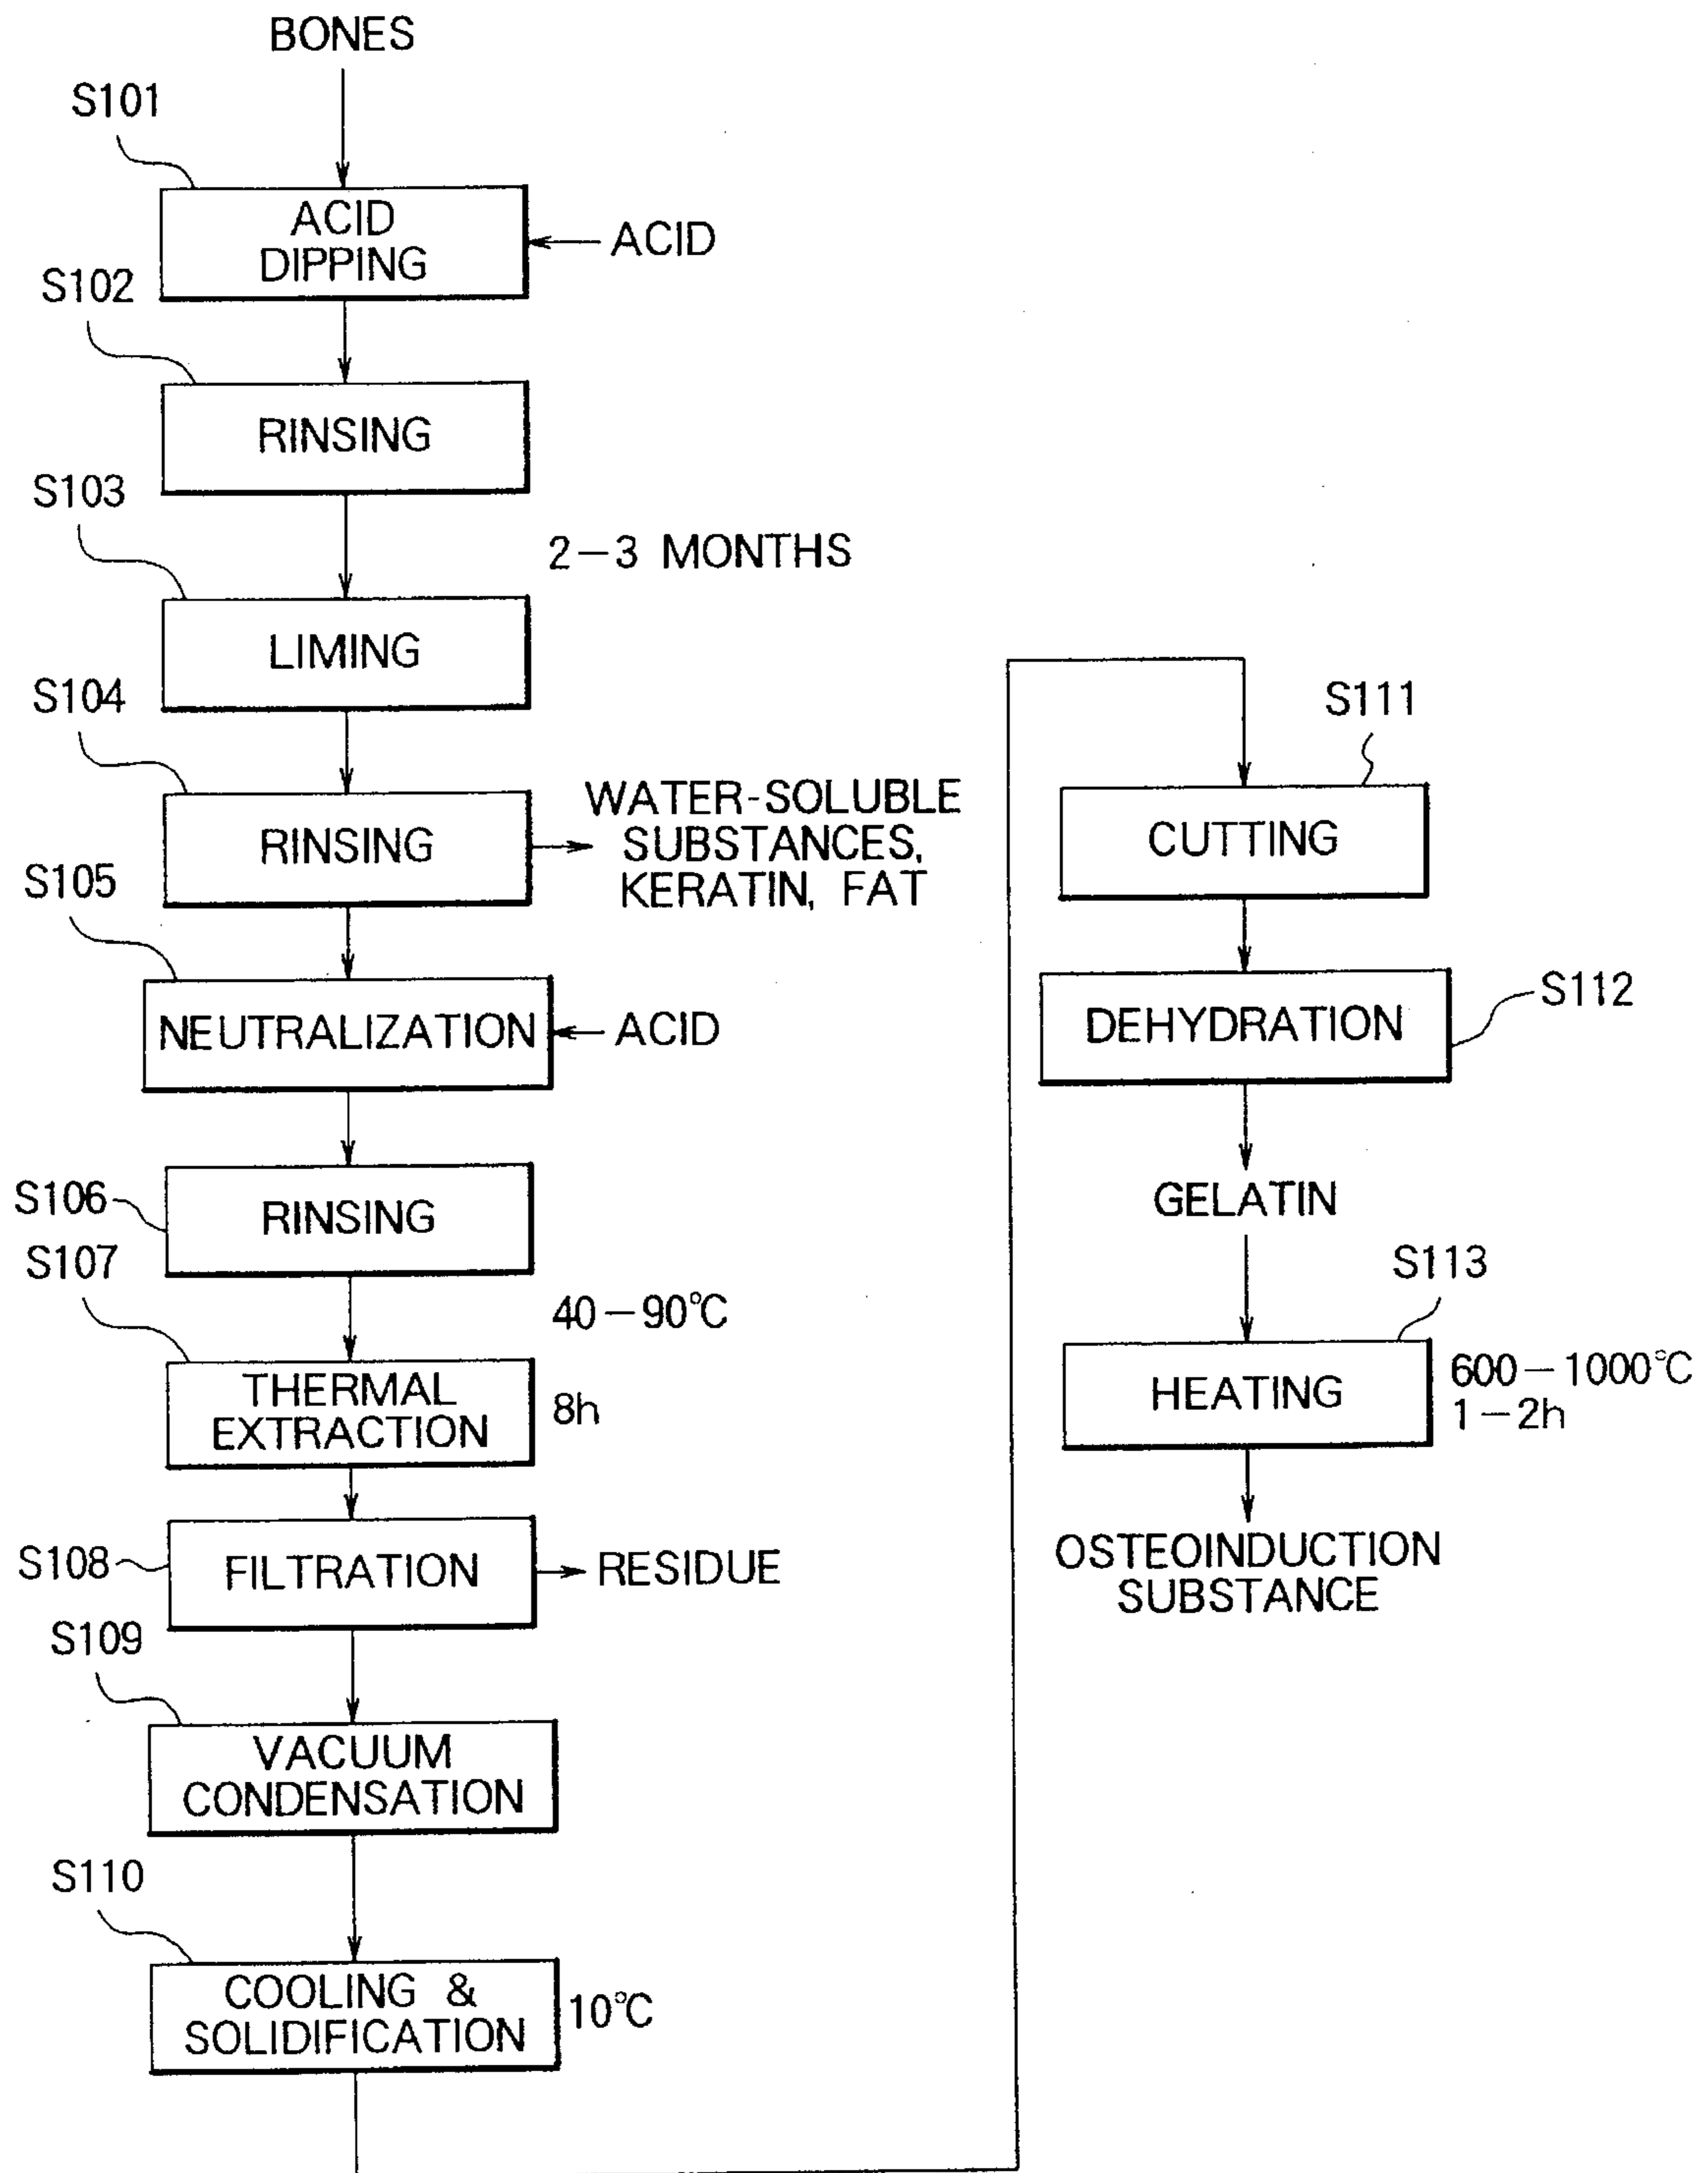 BONES
S101
ACID
DIPPING
ACID
S102
RINSING
S103
2–3 MONTHS
LIMING
S104
RINSING
WATER-SOLUBLE
SUBSTANCES,
KERATIN, FAT
S105
NEUTRALIZATION
ACID
S106
RINSING
S107
40–90°C
THERMAL
EXTRACTION
8h
S108
FILTRATION
RESIDUE
S109
VACUUM
CONDENSATION
S110
COOLING &
SOLIDIFICATION
10°C
S111
CUTTING
DEHYDRATION
S112
GELATIN
S113
HEATING
600–1000°C
1–2h
OSTEOINDUCTION
SUBSTANCE